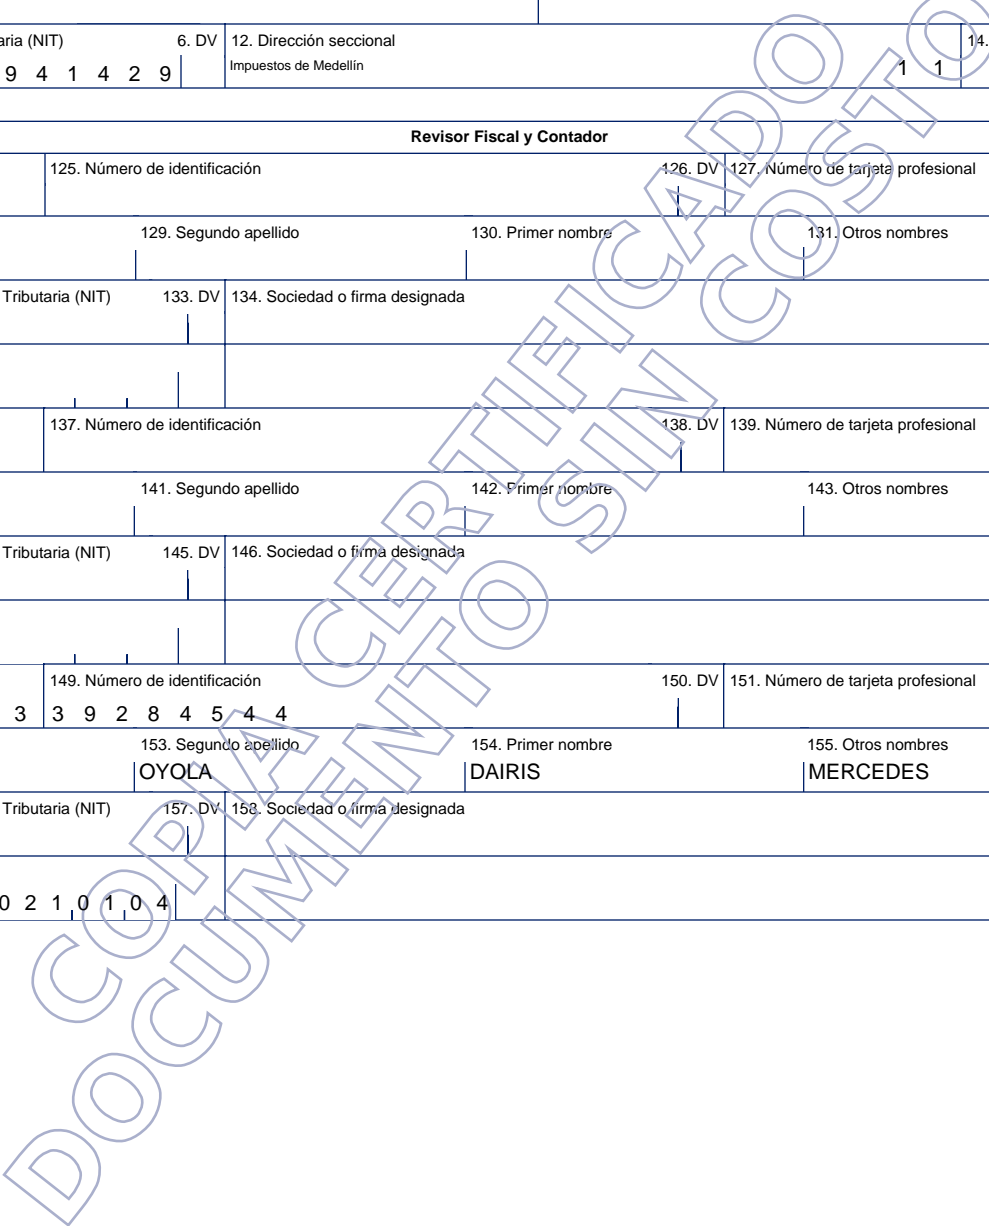 aria (NIT) 6. DV 12. Dirección seccional 14.
9 4 1 4 2 9 Impuestos de Medellín 1 1
Revisor Fiscal y Contador
125. Número de identificación 126. DV 127. Número de tarjeta profesional
129. Segundo apellido 130. Primer nombre 131. Otros nombres
Tributaria (NIT) 133. DV 134. Sociedad o firma designada
137. Número de identificación 138. DV 139. Número de tarjeta profesional
141. Segundo apellido 142. Primer nombre 143. Otros nombres
Tributaria (NIT) 145. DV 146. Sociedad o firma designada
149. Número de identificación 150. DV 151. Número de tarjeta profesional
3 3 9 2 8 4 5 4 4
153. Segundo apellido 154. Primer nombre 155. Otros nombres
OYOLA DAIRIS MERCEDES
Tributaria (NIT) 157. DV 158. Sociedad o firma designada
0 2 1 0 1 0 4
COPIA CERTIFICADO
DOCUMENTO SIN COSTO